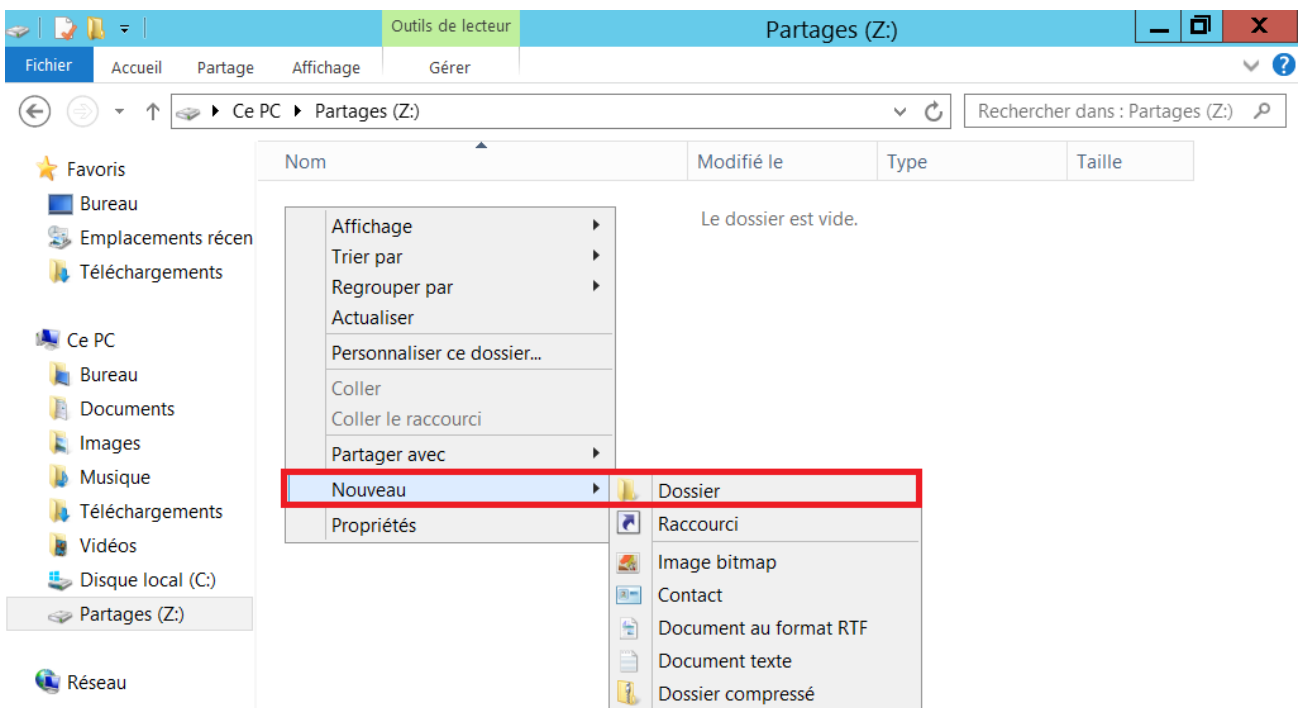 Outils de lecteur
Partages (Z:)
Fichier Accueil Partage Affichage Gérer
Ce PC Partages (Z:)
Rechercher dans : Partages (Z:)
Nom Modifié le Type Taille
Le dossier est vide.
Favoris
Bureau
Emplacements récen
Téléchargements
Ce PC
Bureau
Documents
Images
Musique
Téléchargements
Vidéos
Disque local (C:)
Partages (Z:)
Réseau
Affichage
Trier par
Regrouper par
Actualiser
Personnaliser ce dossier...
Coller
Coller le raccourci
Partager avec
Nouveau
Propriétés
Dossier
Raccourci
Image bitmap
Contact
Document au format RTF
Document texte
Dossier compressé